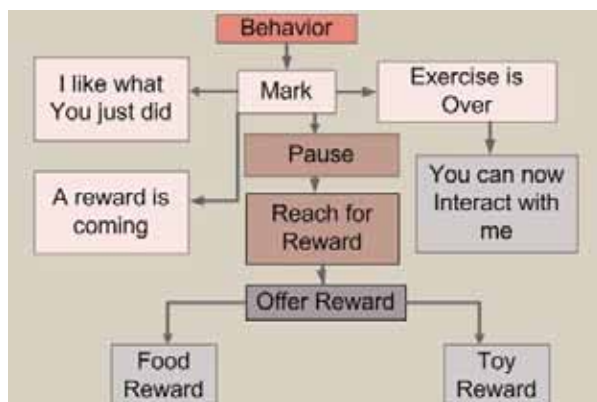 Behavior
I like what
You just did
Mark
Exercise is
Over
Pause
A reward is
coming
You can now
Interact with
me
Reach for
Reward
Offer Reward
Food
Reward
Toy
Reward